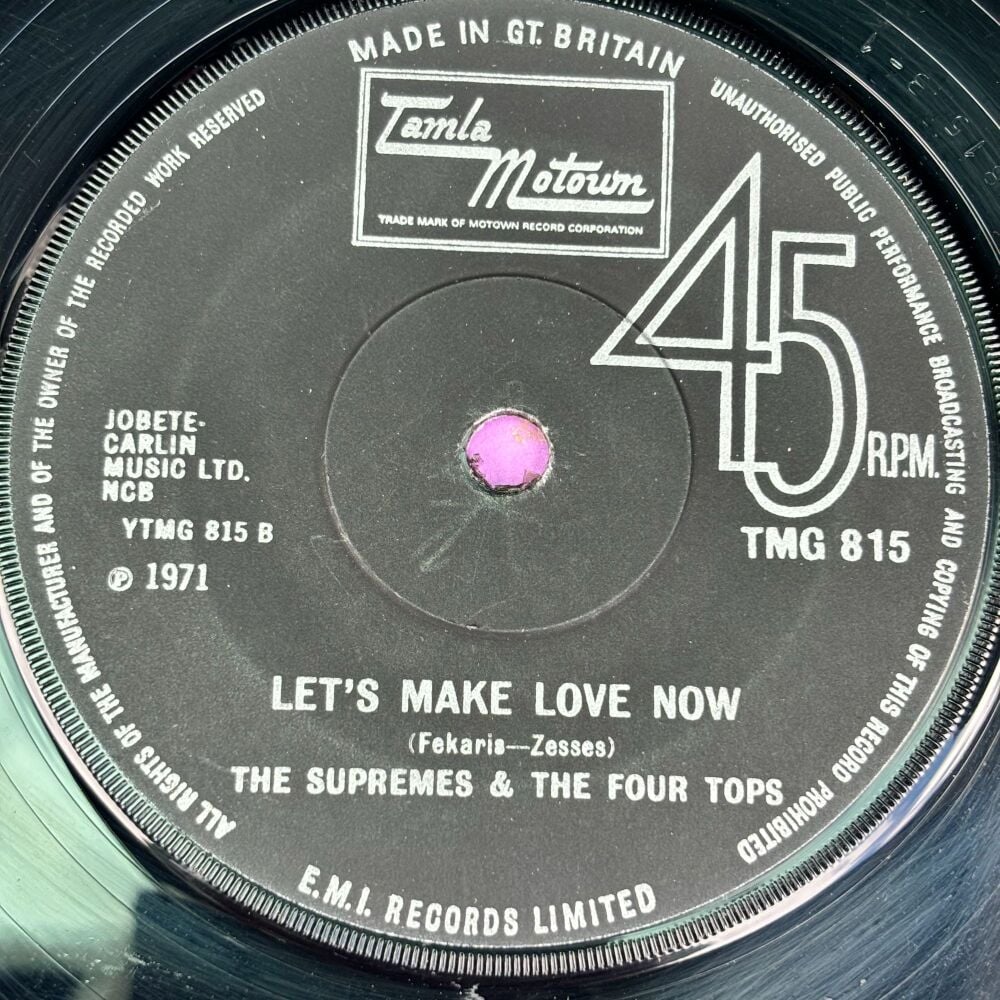 MADE IN GT. BRITAIN
Tamla
Motown
TRADE MARK OF MOTOWN RECORD CORPORATION
UNAUTHORISED PUBLIC PERFORMANCE BROADCASTING AND COPYING OF THIS RECORD PROHIBITED
ALL RIGHTS OF THE MANUFACTURER AND OF THE OWNER OF THE RECORDED WORK RESERVED
45
R.P.M.
JOBETE-
CARLIN
MUSIC LTD.
NCB
YTMG 815 B
℗ 1971
TMG 815
LET'S MAKE LOVE NOW
(Fekaris—Zesses)
THE SUPREMES & THE FOUR TOPS
E.M.I. RECORDS LIMITED